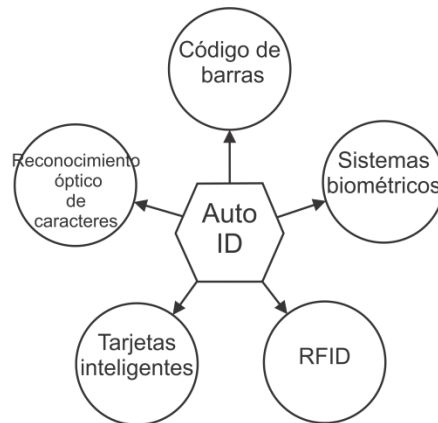 Código de
barras
Reconocimiento
óptico
de
caracteres
Sistemas
biométricos
Auto
ID
Tarjetas
inteligentes
RFID